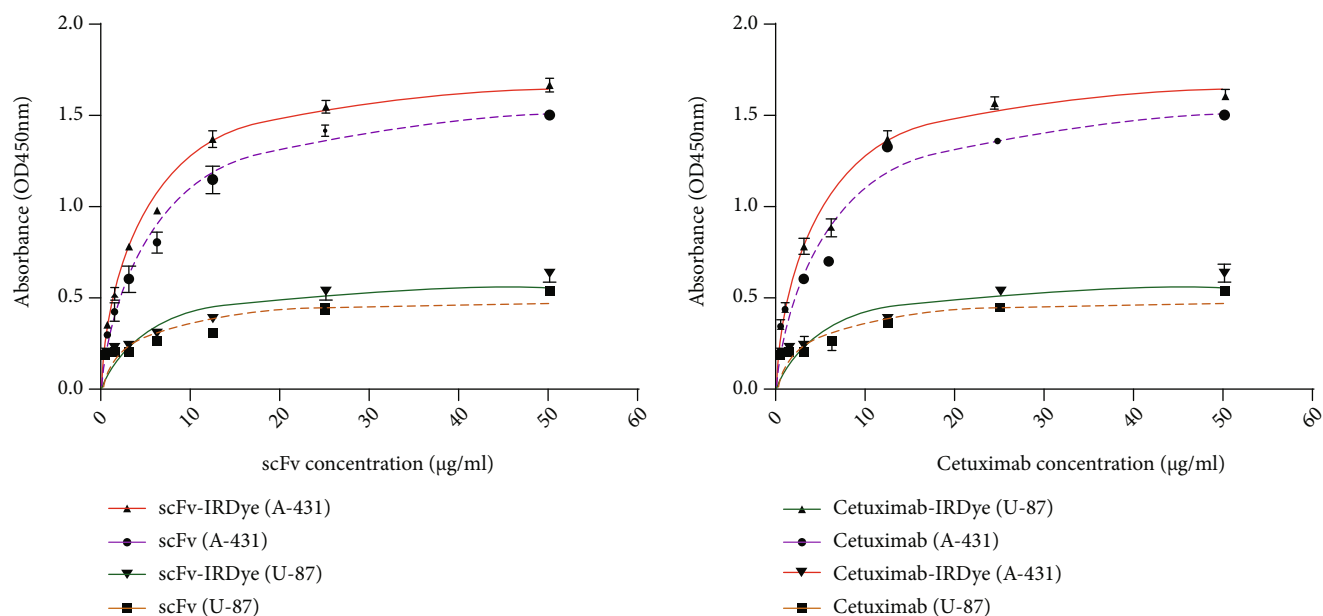 2.0
1.5
1.0
0.5
0.0
Absorbance (OD450nm)
0
10
20
30
40
50
60
scFv concentration (μg/ml)
scFv-IRDye (A-431)
scFv (A-431)
scFv-IRDye (U-87)
scFv (U-87)
2.0
1.5
1.0
0.5
0.0
Absorbance (OD450nm)
0
10
20
30
40
50
60
Cetuximab concentration (μg/ml)
Cetuximab-IRDye (U-87)
Cetuximab (A-431)
Cetuximab-IRDye (A-431)
Cetuximab (U-87)